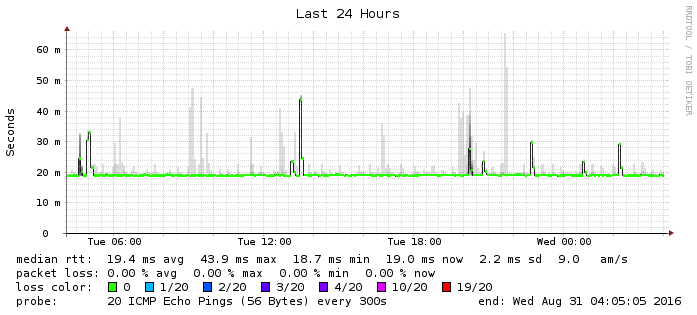 Last 24 Hours
RRDTOOL / TOBI OETIKER
Seconds
60 m
50 m
40 m
30 m
20 m
10 m
0
Tue 06:00 Tue 12:00 Tue 18:00 Wed 00:00
median rtt: 19.4 ms avg 43.9 ms max 18.7 ms min 19.0 ms now 2.2 ms sd 9.0 am/s
packet loss: 0.00 % avg 0.00 % max 0.00 % min 0.00 % now
loss color: 0 1/20 2/20 3/20 4/20 10/20 19/20
probe: 20 ICMP Echo Pings (56 Bytes) every 300s end: Wed Aug 31 04:05:05 2016